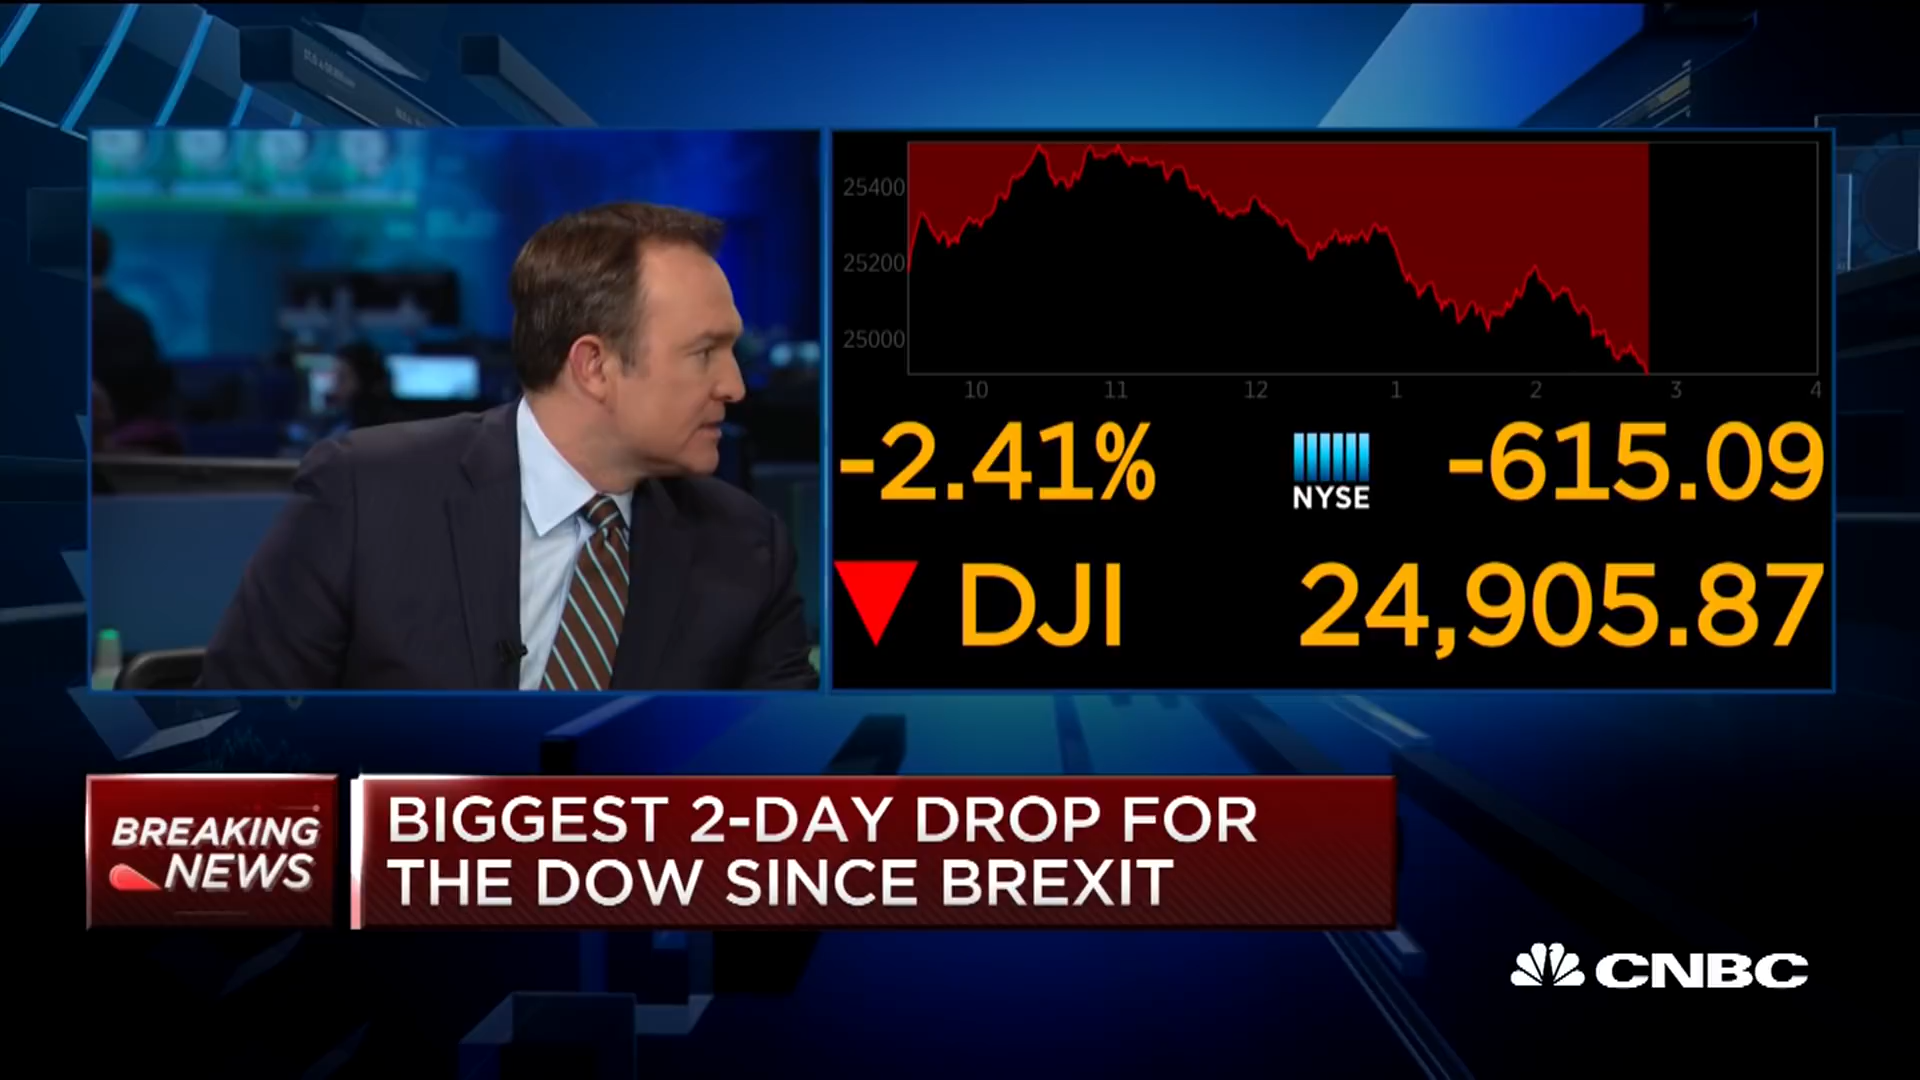 25400
25200
25000
10 11 12 1 2 3 4
-2.41% NYSE -615.09
DJI 24,905.87
BREAKING
NEWS
BIGGEST 2-DAY DROP FOR
THE DOW SINCE BREXIT
CNBC